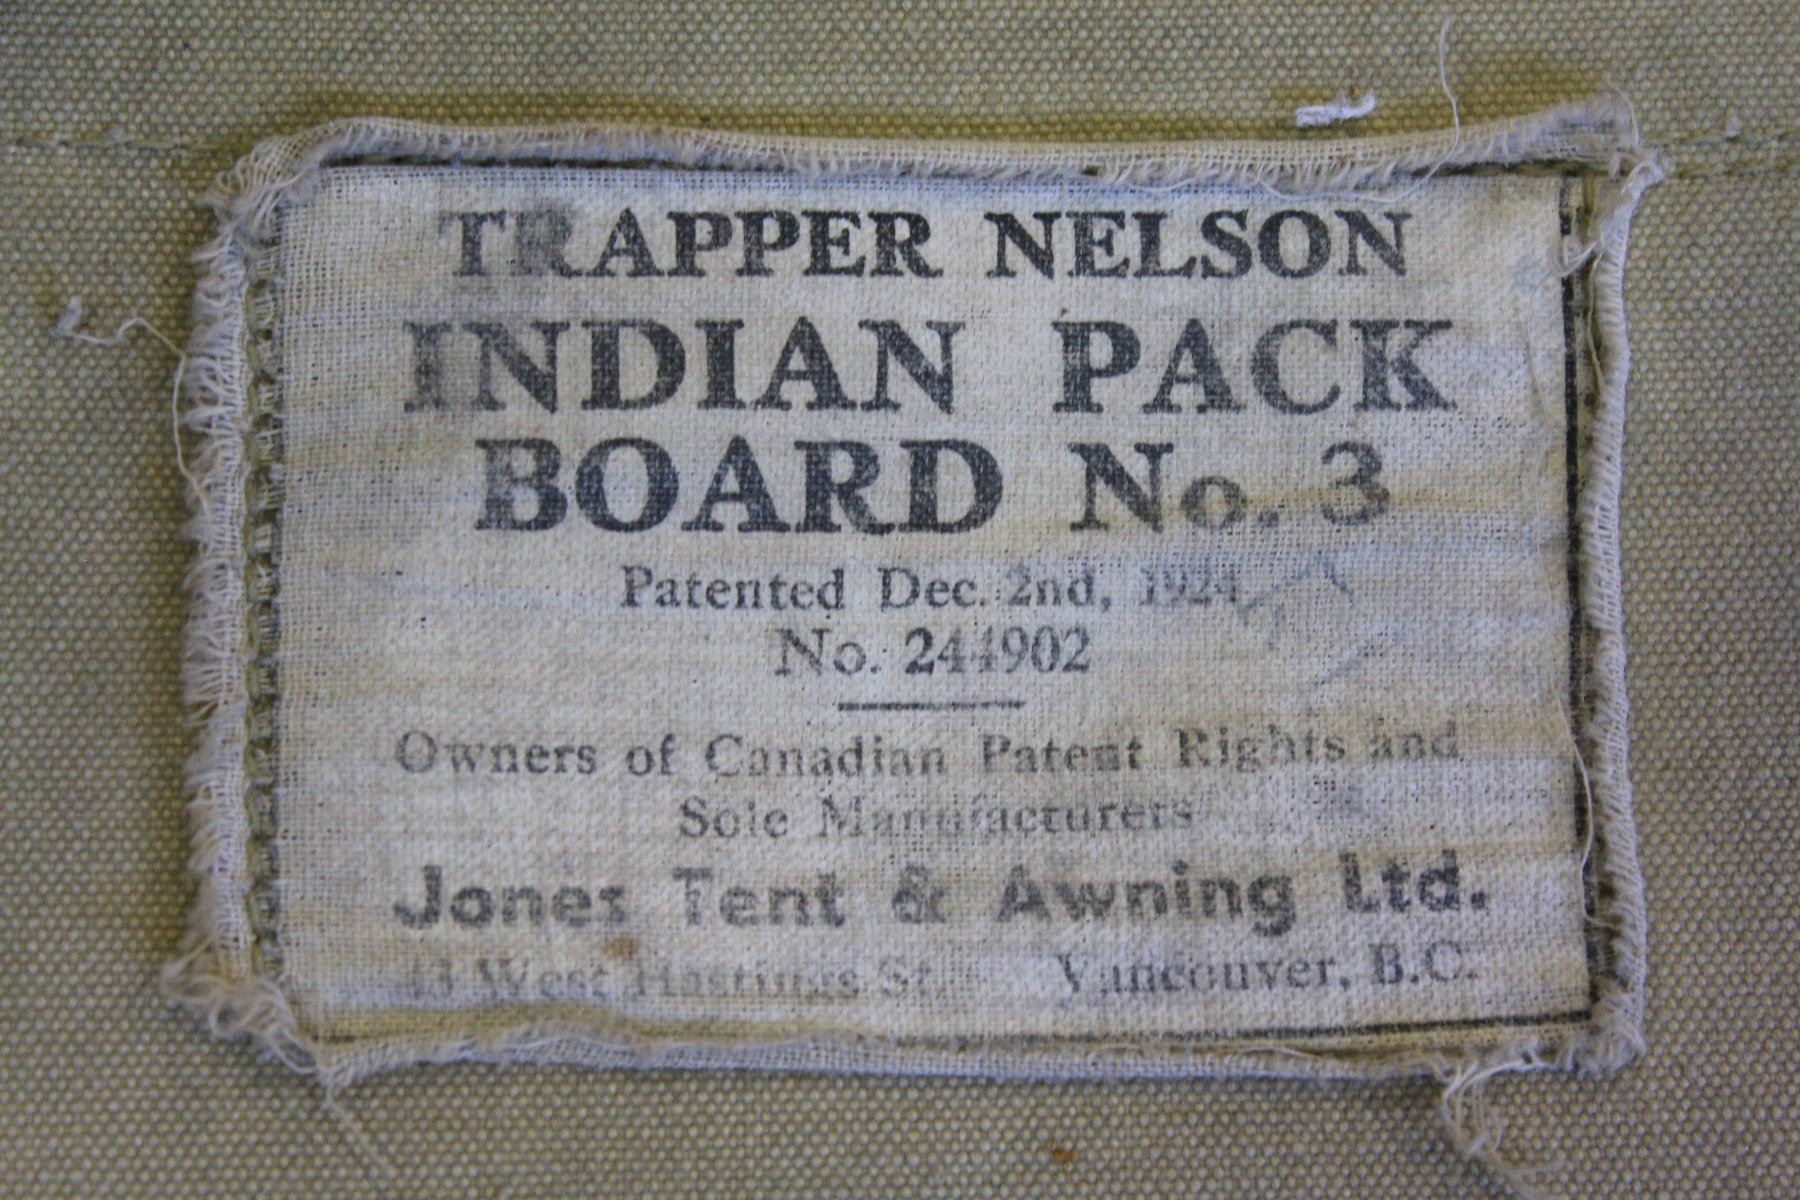 TRAPPER NELSON
INDIAN PACK
BOARD No. 3
Patented Dec. 2nd, 1924
No. 244902
Owners of Canadian Patent Rights and
Sole Manufacturers
Jones Tent & Awning Ltd.
43 West Hastings St. Vancouver, B.C.